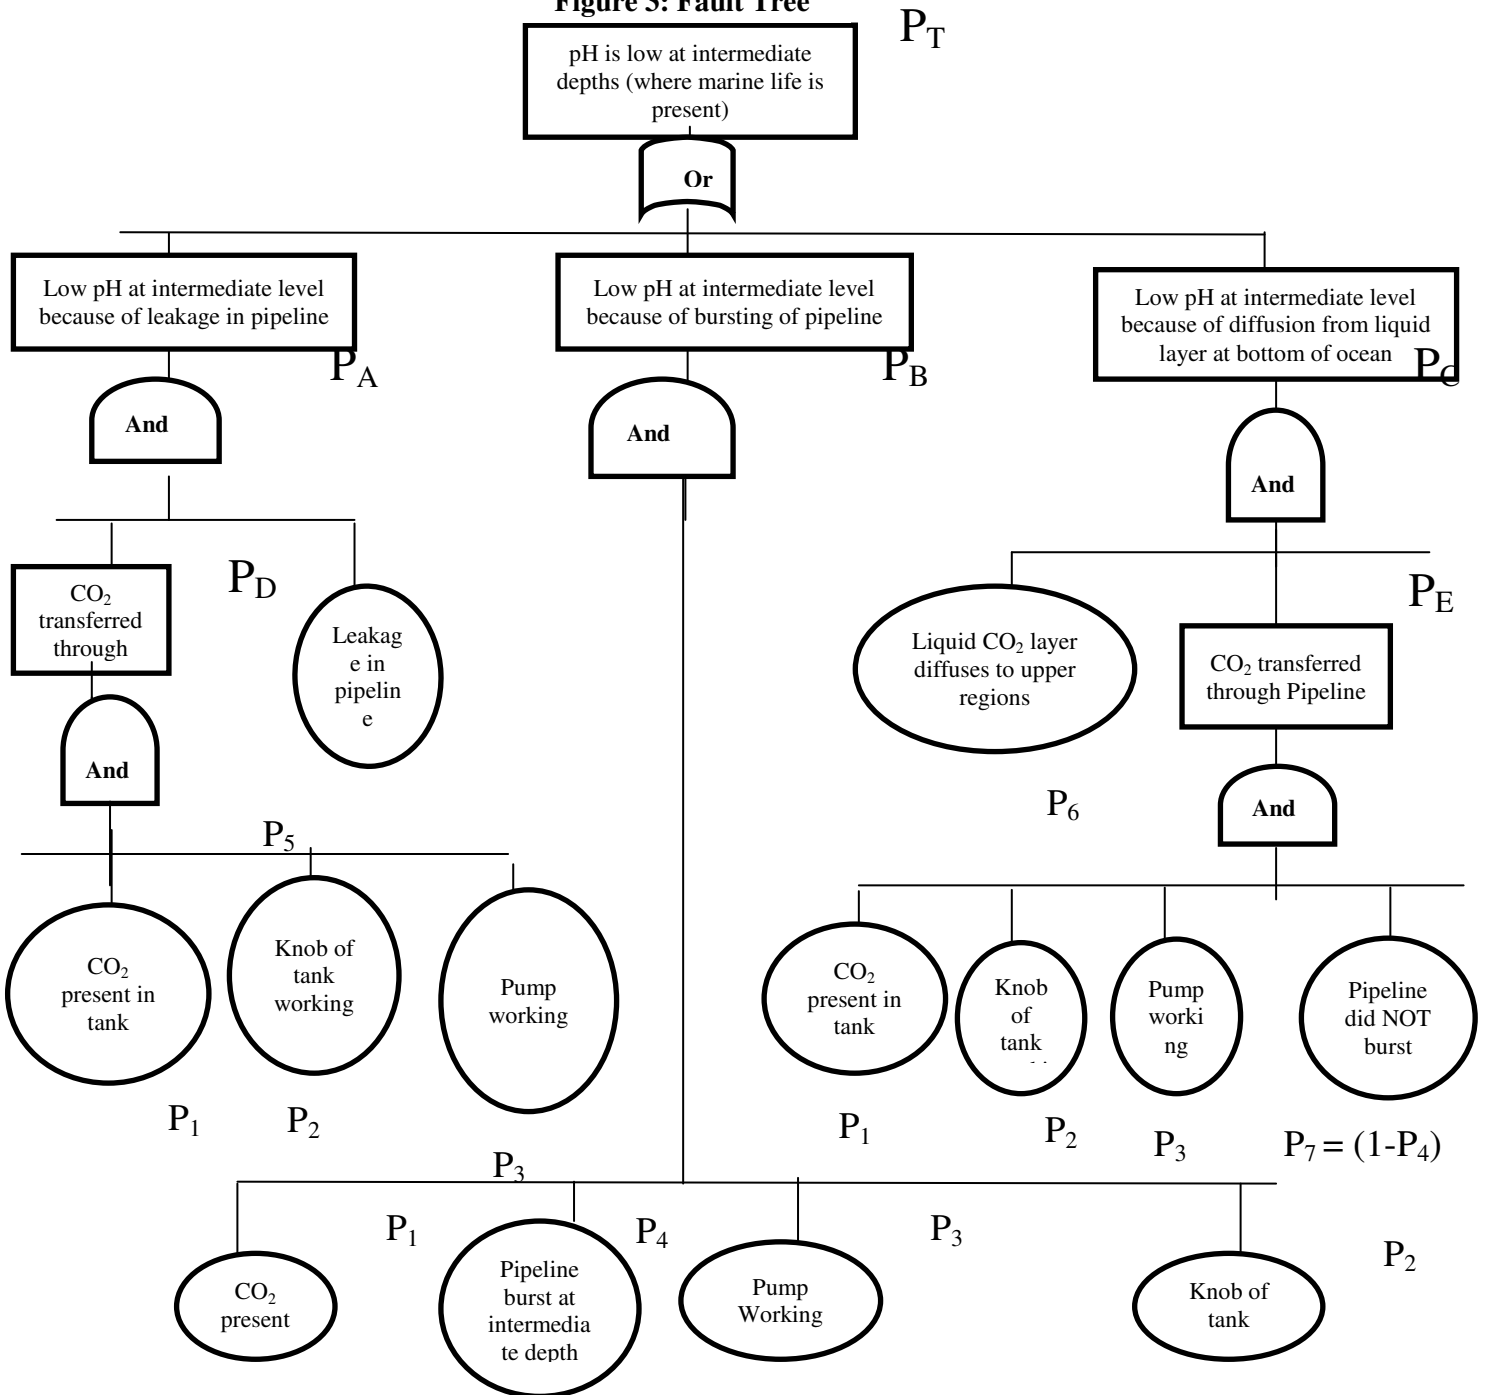 Figure 3: Fault Tree
P_T
pH is low at intermediate
depths (where marine life is
present)
Or
Low pH at intermediate level
because of leakage in pipeline
P_A
Low pH at intermediate level
because of bursting of pipeline
P_B
Low pH at intermediate level
because of diffusion from liquid
layer at bottom of ocean
P_C
And
And
And
CO₂
transferred
through
P_D
Leakag
e in
pipelin
e
Liquid CO₂ layer
diffuses to upper
regions
P_E
CO₂ transferred
through Pipeline
And
P₅
P₆
And
CO₂
present in
tank
Knob of
tank
working
Pump
working
CO₂
present in
tank
Knob
of
tank
Pump
worki
ng
Pipeline
did NOT
burst
P₁
P₂
P₃
P₁
P₂
P₃
P₇ = (1-P₄)
P₁
P₄
P₃
P₂
CO₂
present
Pipeline
burst at
intermedia
te depth
Pump
Working
Knob of
tank